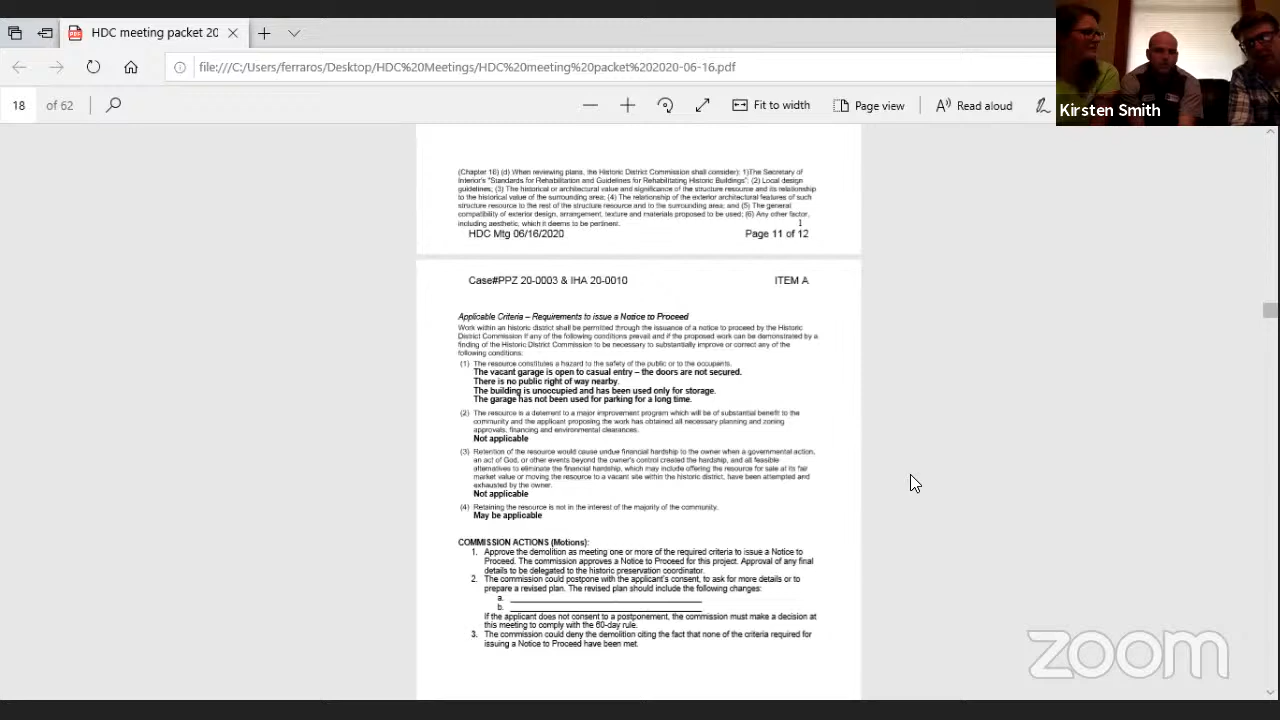 HDC meeting packet 20
file:///C:/Users/ferraros/Desktop/HDC%20Meetings/HDC%20meeting%20packet%202020-06-16.pdf
18 of 62
Fit to width
Page view
Read aloud
Kirsten Smith
(Chapter 16) (d) When reviewing plans, the Historic District Commission shall consider): 1)The Secretary of
Interior's "Standards for Rehabilitation and Guidelines for Rehabilitating Historic Buildings"; (2) Local design
guidelines; (3) The historical or architectural value and significance of the structure resource and its relationship
to the historical value of the surrounding area; (4) The relationship of the exterior architectural features of such
structure resource to the rest of the structure resource and to the surrounding area; and (5) The general
compatibility of exterior design, arrangement, texture and materials proposed to be used; (6) Any other factor,
including aesthetic, which it deems to be pertinent.
1
HDC Mtg 06/16/2020 Page 11 of 12
Case#PPZ 20-0003 & IHA 20-0010 ITEM A
Applicable Criteria – Requirements to issue a Notice to Proceed
Work within an historic district shall be permitted through the issuance of a notice to proceed by the Historic
District Commission if any of the following conditions prevail and if the proposed work can be demonstrated by a
finding of the Historic District Commission to be necessary to substantially improve or correct any of the
following conditions:
(1) The resource constitutes a hazard to the safety of the public or to the occupants.
The vacant garage is open to casual entry – the doors are not secured.
There is no public right of way nearby.
The building is unoccupied and has been used only for storage.
The garage has not been used for parking for a long time.
(2) The resource is a deterrent to a major improvement program which will be of substantial benefit to the
community and the applicant proposing the work has obtained all necessary planning and zoning
approvals, financing and environmental clearances.
Not applicable
(3) Retention of the resource would cause undue financial hardship to the owner when a governmental action,
an act of God, or other events beyond the owner's control created the hardship, and all feasible
alternatives to eliminate the financial hardship, which may include offering the resource for sale at its fair
market value or moving the resource to a vacant site within the historic district, have been attempted and
exhausted by the owner.
Not applicable
(4) Retaining the resource is not in the interest of the majority of the community.
May be applicable
COMMISSION ACTIONS (Motions):
1. Approve the demolition as meeting one or more of the required criteria to issue a Notice to
Proceed. The commission approves a Notice to Proceed for this project. Approval of any final
details to be delegated to the historic preservation coordinator.
2. The commission could postpone with the applicant's consent, to ask for more details or to
prepare a revised plan. The revised plan should include the following changes:
a.
b.
If the applicant does not consent to a postponement, the commission must make a decision at
this meeting to comply with the 60-day rule.
3. The commission could deny the demolition citing the fact that none of the criteria required for
issuing a Notice to Proceed have been met.
zoom